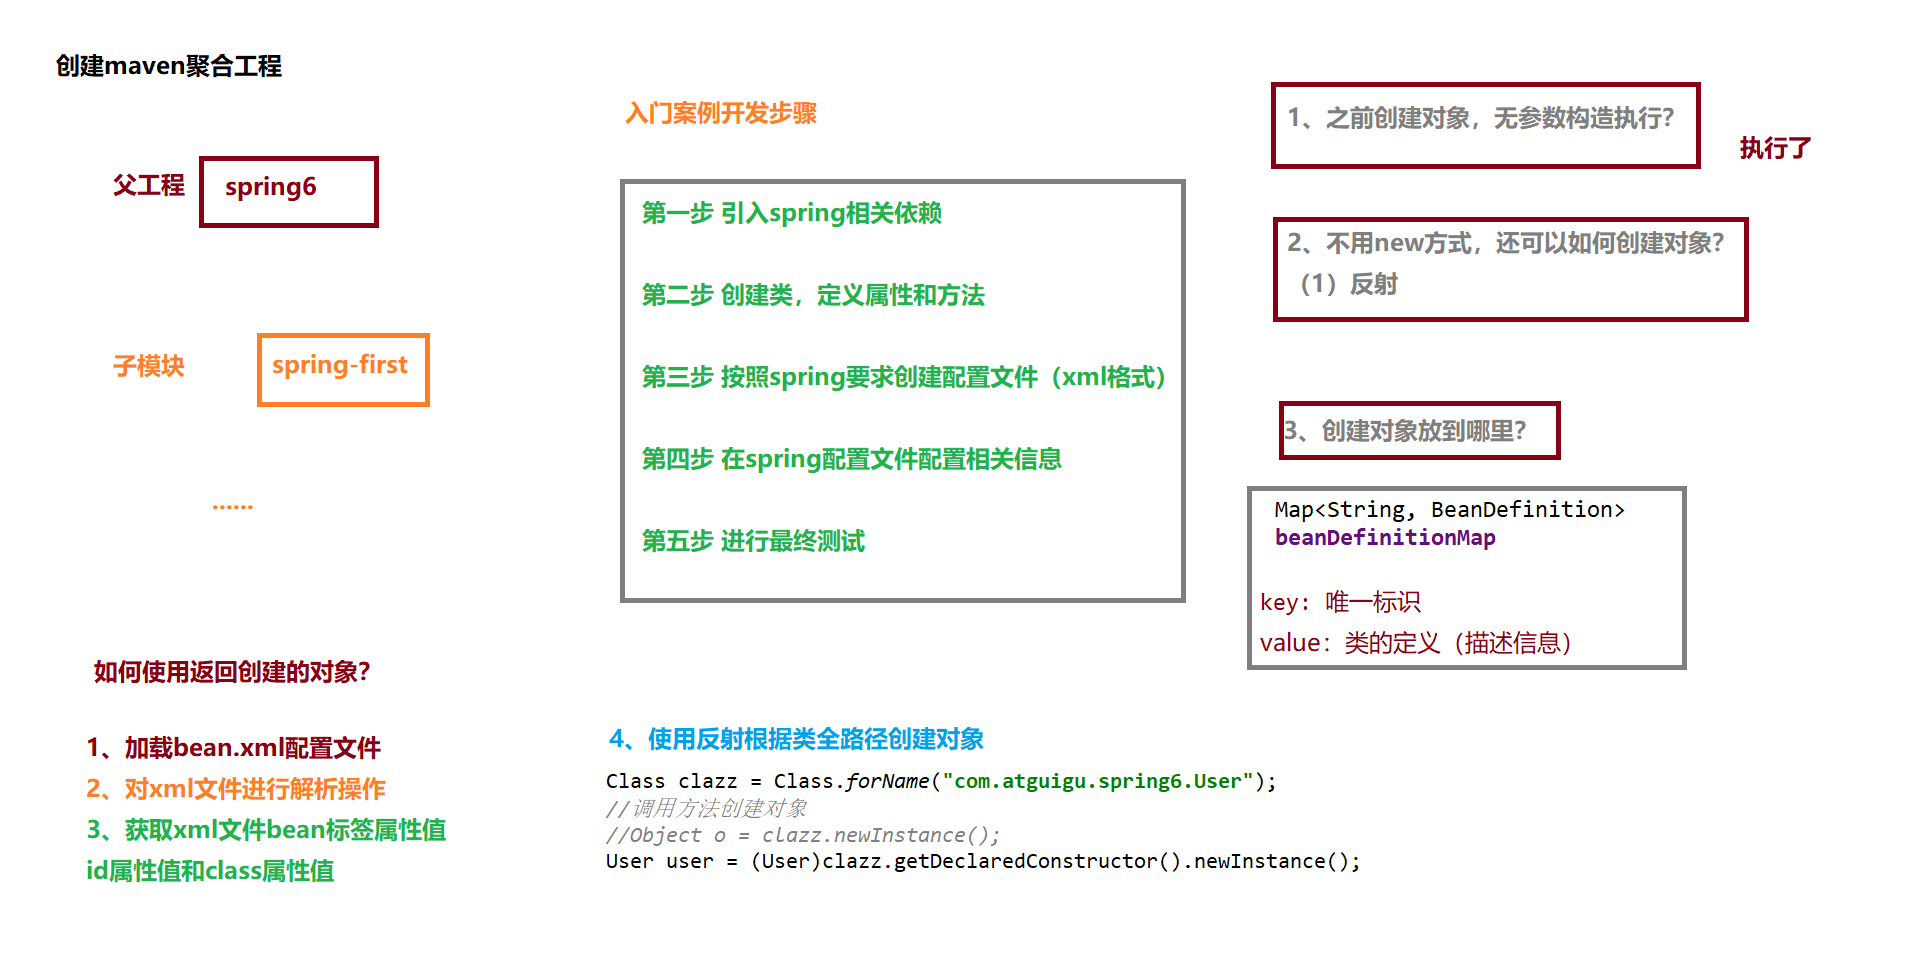 创建maven聚合工程
父工程
spring6
子模块
spring-first
......
入门案例开发步骤
第一步 引入spring相关依赖
第二步 创建类，定义属性和方法
第三步 按照spring要求创建配置文件（xml格式）
第四步 在spring配置文件配置相关信息
第五步 进行最终测试
1、之前创建对象，无参数构造执行？
执行了
2、不用new方式，还可以如何创建对象？
（1）反射
3、创建对象放到哪里？
Map<String, BeanDefinition>
beanDefinitionMap
key: 唯一标识
value：类的定义（描述信息）
如何使用返回创建的对象？
1、加载bean.xml配置文件
2、对xml文件进行解析操作
3、获取xml文件bean标签属性值
id属性值和class属性值
4、使用反射根据类全路径创建对象
Class clazz = Class.forName("com.atguigu.spring6.User");
//调用方法创建对象
//Object o = clazz.newInstance();
User user = (User)clazz.getDeclaredConstructor().newInstance();